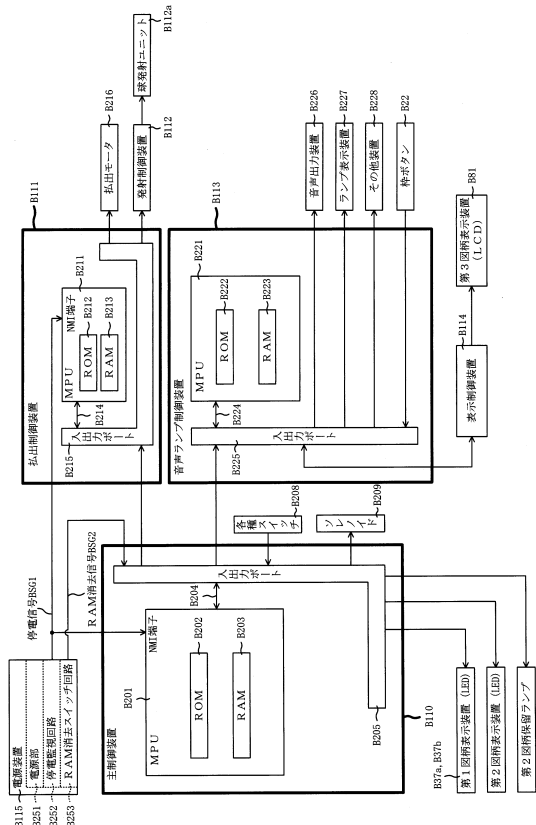 B115
電源装置
B251
電源部
B252
停電監視回路
B253
RAM消去スイッチ回路
停電信号BSG1
RAM消去信号BSG2
B111
払出制御装置
B211
MPU
NMI端子
B212
ROM
B213
RAM
B214
B215
入出力ポート
B216
払出モータ
B112
発射制御装置
B112a
球発射ユニット
B110
主制御装置
B201
MPU
NMI端子
B202
ROM
B203
RAM
B204
B205
入出力ポート
B208
各種スイッチ
B209
ソレノイド
B113
音声ランプ制御装置
B221
MPU
B222
ROM
B223
RAM
B224
B225
入出力ポート
B226
音声出力装置
B227
ランプ表示装置
B228
その他装置
B22
枠ボタン
B114
表示制御装置
B81
第3図柄表示装置
(LCD)
B37a, B37b
第1図柄表示装置 (LED)
第2図柄表示装置 (LED)
第2図柄保留ランプ